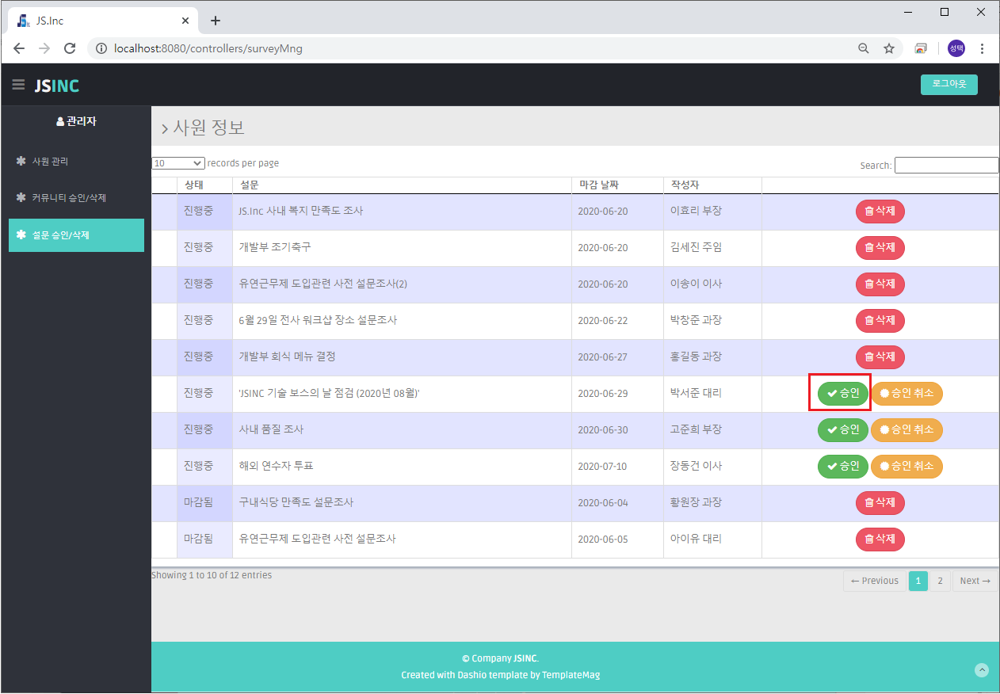 JS.Inc
localhost:8080/controllers/surveyMng
성택
JSINC
로그아웃
관리자
사원 관리
커뮤니티 승인/삭제
설문 승인/삭제
사원 정보
10 records per page
Search:
상태 설문 마감 날짜 작성자
진행중 JS.Inc 사내 복지 만족도 조사 2020-06-20 이효리 부장 삭제
진행중 개발부 조기축구 2020-06-20 김세진 주임 삭제
진행중 유연근무제 도입관련 사전 설문조사(2) 2020-06-20 이송이 이사 삭제
진행중 6월 29일 전사 워크샵 장소 설문조사 2020-06-22 박창준 과장 삭제
진행중 개발부 회식 메뉴 결정 2020-06-27 홍길동 과장 삭제
진행중 'JSINC 기술 보스의 날 점검 (2020년 08월)' 2020-06-29 박서준 대리 승인 승인 취소
진행중 사내 품질 조사 2020-06-30 고준희 부장 승인 승인 취소
진행중 해외 연수자 투표 2020-07-10 장동건 이사 승인 승인 취소
마감됨 구내식당 만족도 설문조사 2020-06-04 황원장 과장 삭제
마감됨 유연근무제 도입관련 사전 설문조사 2020-06-05 아이유 대리 삭제
Showing 1 to 10 of 12 entries
← Previous 1 2 Next →
© Company JSINC.
Created with Dashio template by TemplateMag